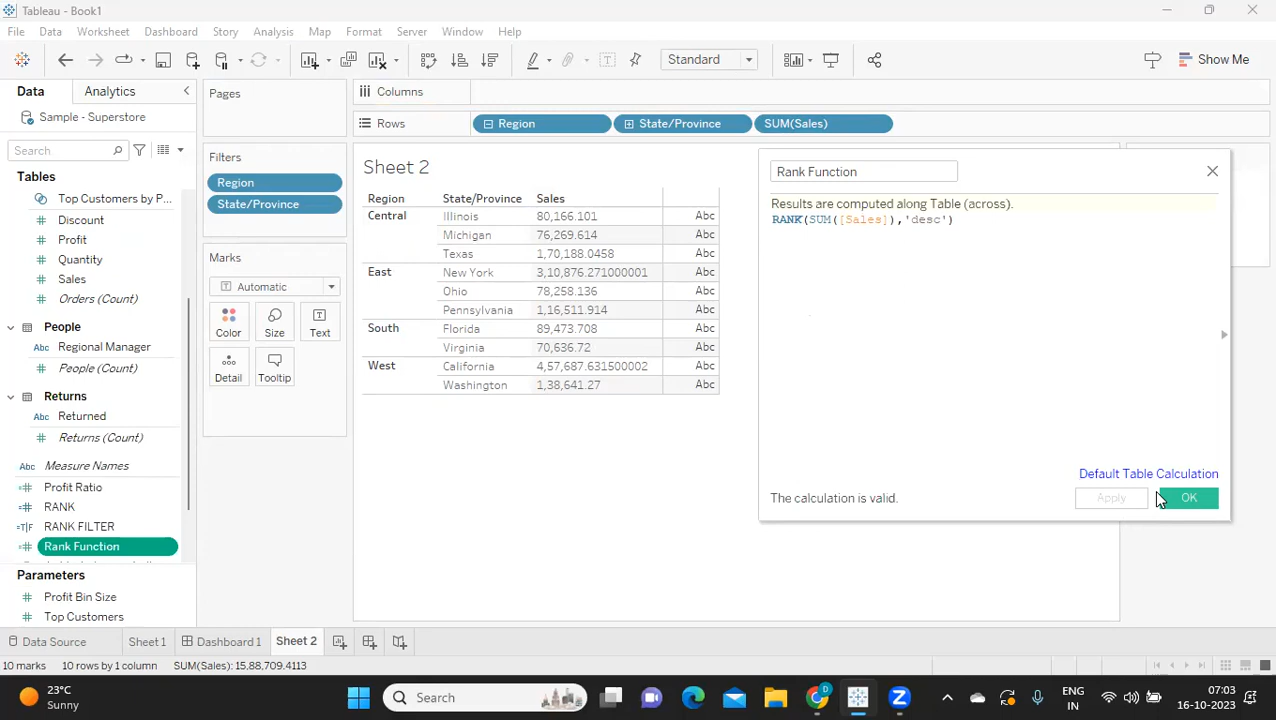 Tableau - Book1
File Data Worksheet Dashboard Story Analysis Map Format Server Window Help
Standard
Show Me
Data Analytics
Sample - Superstore
Search
Tables
Top Customers by P...
Discount
Profit
Quantity
Sales
Orders (Count)
People
Regional Manager
People (Count)
Returns
Returned
Returns (Count)
Abc Measure Names
Profit Ratio
RANK
RANK FILTER
Rank Function
Parameters
Profit Bin Size
Top Customers
Pages
Filters
Region
State/Province
Marks
Automatic
Color Size Text
Detail Tooltip
Columns
Rows Region State/Province SUM(Sales)
Sheet 2
Region State/Province Sales
Central Illinois 80,166.101 Abc
Michigan 76,269.614 Abc
Texas 1,70,188.0458 Abc
East New York 3,10,876.271000001 Abc
Ohio 78,258.136 Abc
Pennsylvania 1,16,511.914 Abc
South Florida 89,473.708 Abc
Virginia 70,636.72 Abc
West California 4,57,687.631500002 Abc
Washington 1,38,641.27 Abc
Rank Function
Results are computed along Table (across).
RANK(SUM([Sales]),'desc')
Default Table Calculation
The calculation is valid. Apply OK
Data Source Sheet 1 Dashboard 1 Sheet 2
10 marks 10 rows by 1 column SUM(Sales): 15,88,709.4113
23°C
Sunny
Search
ENG
IN
07:03
16-10-2023